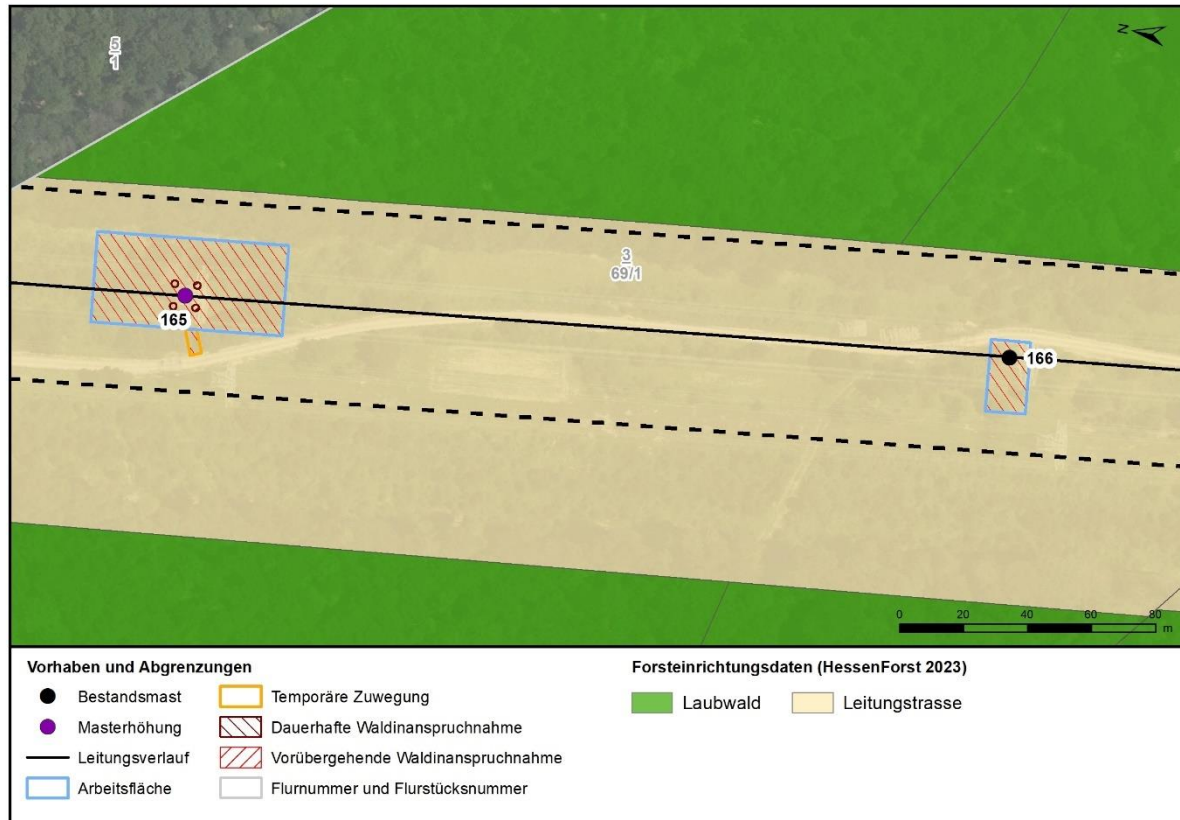 5
1
N
3
69/1
165
166
0 20 40 60 80
m
Vorhaben und Abgrenzungen
Bestandsmast
Masterhöhung
Leitungsverlauf
Arbeitsfläche
Temporäre Zuwegung
Dauerhafte Waldinanspruchnahme
Vorübergehende Waldinanspruchnahme
Flurnummer und Flurstücksnummer
Forsteinrichtungsdaten (HessenForst 2023)
Laubwald
Leitungstrasse